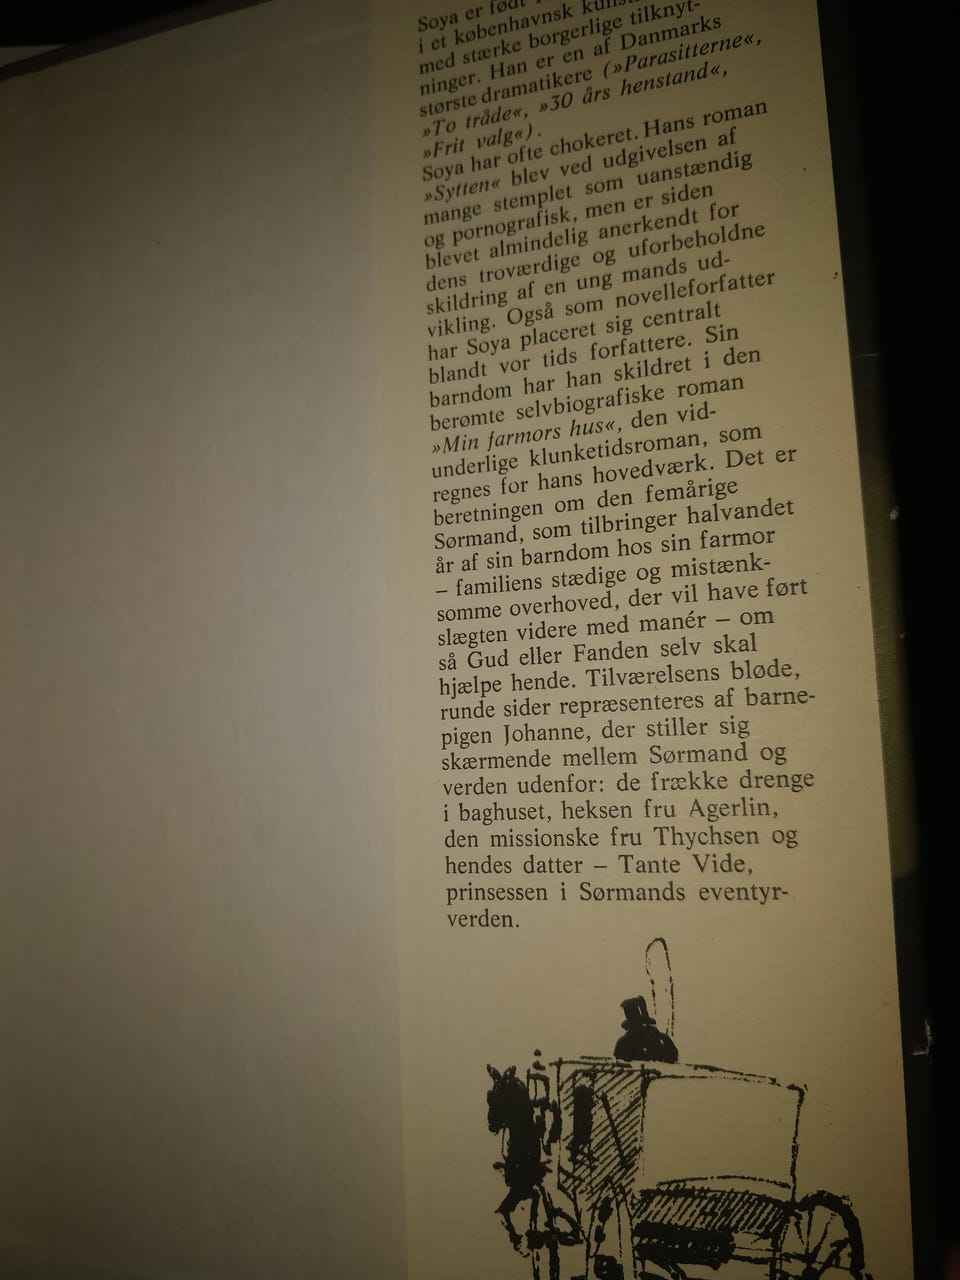 Soya er født
i et københavnsk
med stærke borgerlige tilknyt-
ninger. Han er en af Danmarks
største dramatikere (»Parasitterne«,
»To tråde«, »30 års henstand«,
»Frit valg«).
Soya har ofte chokeret. Hans roman
»Sytten« blev ved udgivelsen af
mange stemplet som uanstændig
og pornografisk, men er siden
blevet almindelig anerkendt for
dens troværdige og uforbeholdne
skildring af en ung mands ud-
vikling. Også som novelleforfatter
har Soya placeret sig centralt
blandt vor tids forfattere. Sin
barndom har han skildret i den
berømte selvbiografiske roman
»Min farmors hus«, den vid-
underlige klunketidsroman, som
regnes for hans hovedværk. Det er
beretningen om den femårige
Sørmand, som tilbringer halvandet
år af sin barndom hos sin farmor
– familiens stædige og mistænk-
somme overhoved, der vil have ført
slægten videre med manér – om
så Gud eller Fanden selv skal
hjælpe hende. Tilværelsens bløde,
runde sider repræsenteres af barne-
pigen Johanne, der stiller sig
skærmende mellem Sørmand og
verden udenfor: de frække drenge
i baghuset, heksen fru Agerlin,
den missionske fru Thychsen og
hendes datter – Tante Vide,
prinsessen i Sørmands eventyr-
verden.